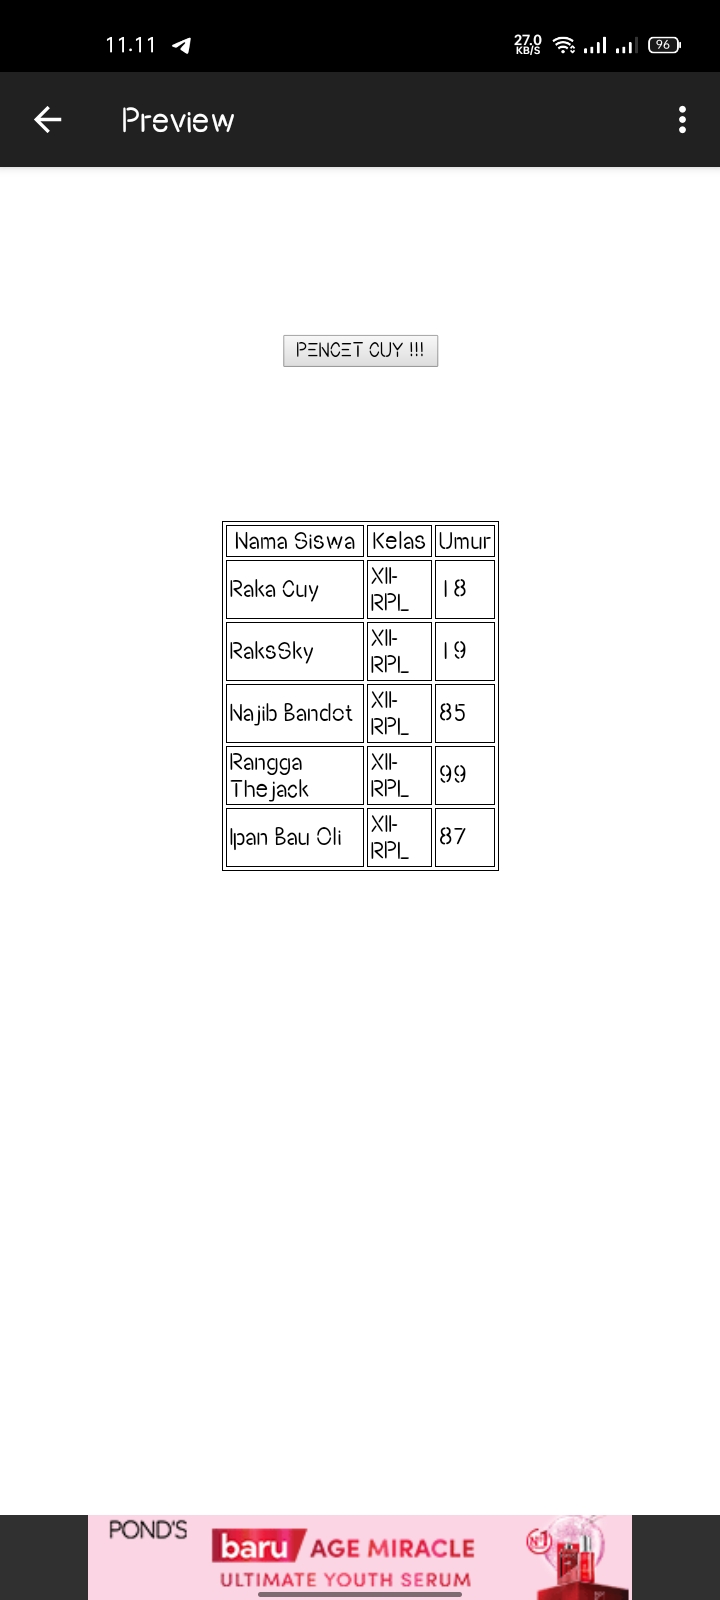 11.11
27.0
KB/S
96
Preview
PENCET CUY !!!
Nama Siswa Kelas Umur
Raka Cuy XII-RPL 18
RaksSky XII-RPL 19
Najib Bandot XII-RPL 85
Rangga Thejack XII-RPL 99
Ipan Bau Oli XII-RPL 87
POND'S
baru AGE MIRACLE
ULTIMATE YOUTH SERUM
Nº1